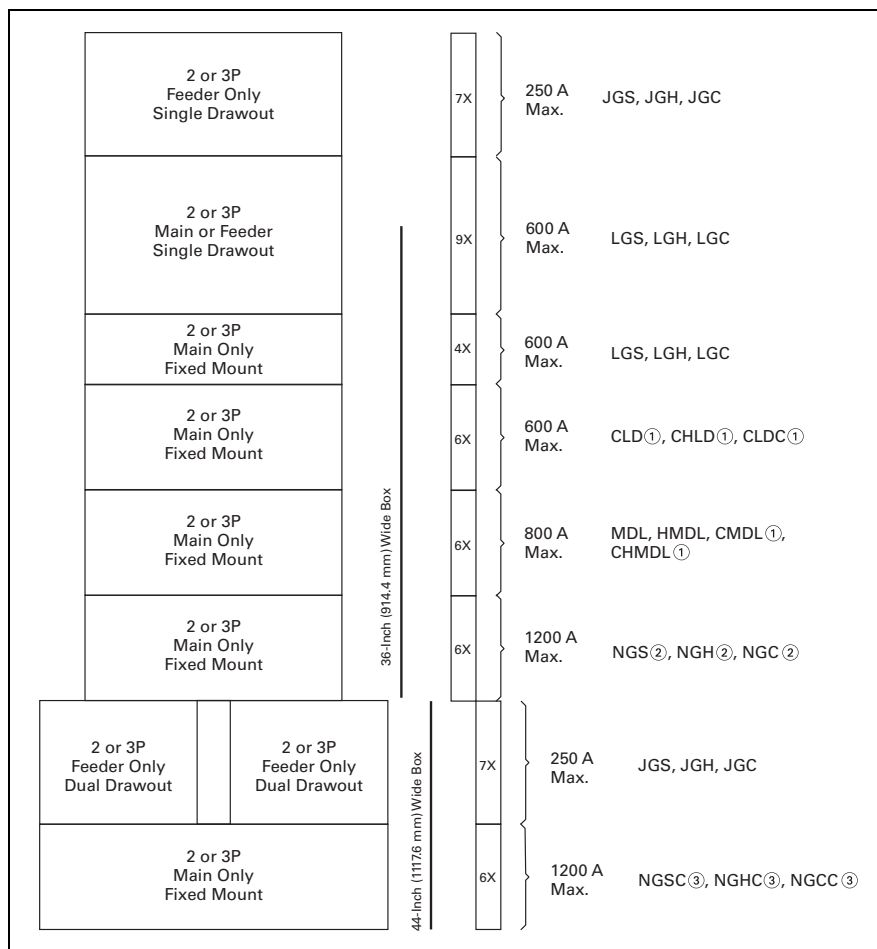 2 or 3P
Feeder Only
Single Drawout
7X
250 A
Max.
JGS, JGH, JGC
2 or 3P
Main or Feeder
Single Drawout
9X
600 A
Max.
LGS, LGH, LGC
2 or 3P
Main Only
Fixed Mount
4X
600 A
Max.
LGS, LGH, LGC
2 or 3P
Main Only
Fixed Mount
6X
600 A
Max.
CLD①, CHLD①, CLDC①
2 or 3P
Main Only
Fixed Mount
6X
800 A
Max.
MDL, HMDL, CMDL①,
CHMDL①
2 or 3P
Main Only
Fixed Mount
6X
1200 A
Max.
NGS②, NGH②, NGC②
36-Inch (914.4 mm) Wide Box
2 or 3P
Feeder Only
Dual Drawout
2 or 3P
Feeder Only
Dual Drawout
7X
250 A
Max.
JGS, JGH, JGC
2 or 3P
Main Only
Fixed Mount
6X
1200 A
Max.
NGSC③, NGHC③, NGCC③
44-Inch (1117.6 mm) Wide Box